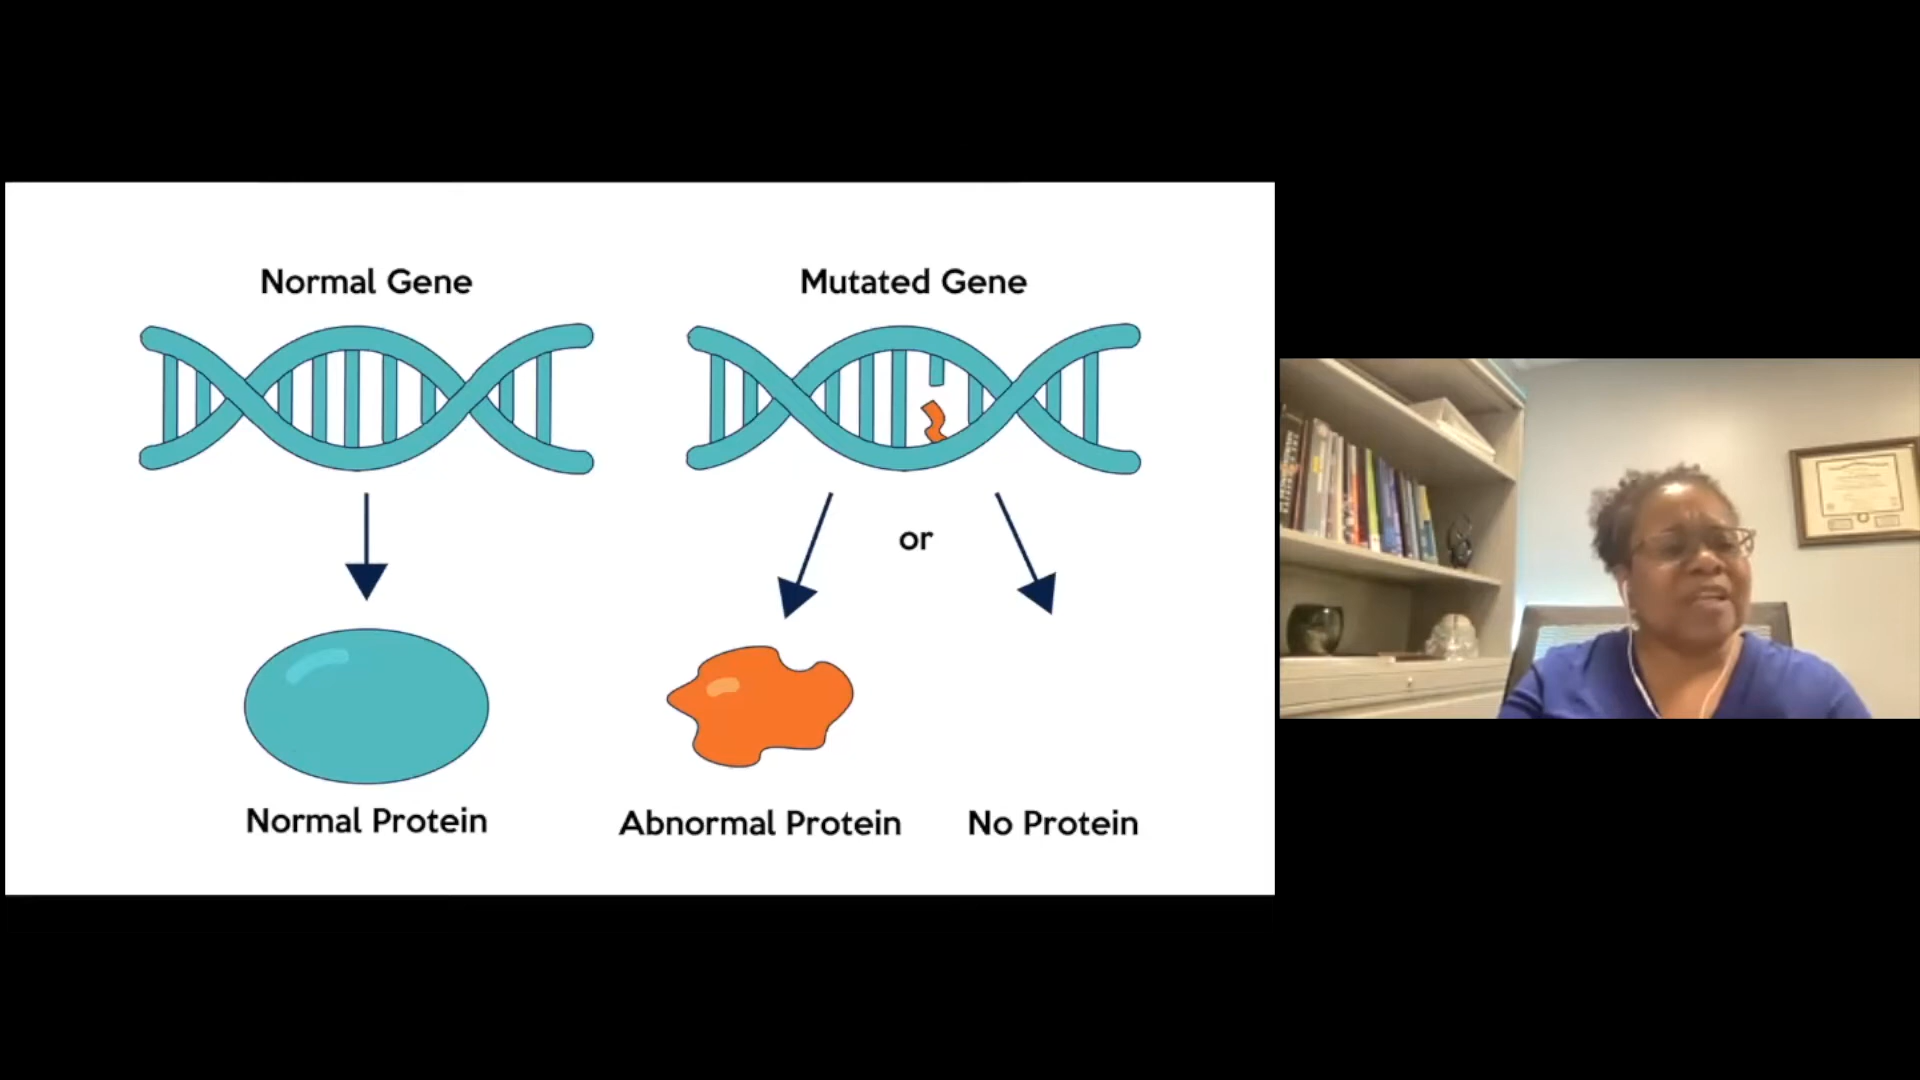 Normal Gene
Mutated Gene
or
Normal Protein
Abnormal Protein
No Protein